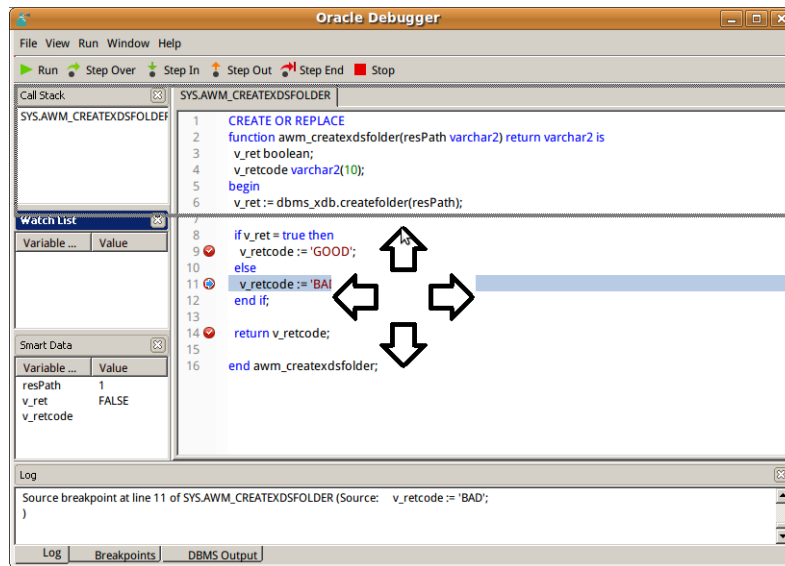 Oracle Debugger
File View Run Window Help
Run Step Over Step In Step Out Step End Stop
Call Stack
SYS.AWM_CREATEXDSFOLDER
SYS.AWM_CREATEXDSFOLDER
1 CREATE OR REPLACE
2 function awm_createxdsfolder(resPath varchar2) return varchar2 is
3 v_ret boolean;
4 v_retcode varchar2(10);
5 begin
6 v_ret := dbms_xdb.createfolder(resPath);
7
8 if v_ret = true then
9 v_retcode := 'GOOD';
10 else
11 v_retcode := 'BAD
12 end if;
13
14 return v_retcode;
15
16 end awm_createxdsfolder;
Watch List
Variable ... Value
Smart Data
Variable ... Value
resPath 1
v_ret FALSE
v_retcode
Log
Source breakpoint at line 11 of SYS.AWM_CREATEXDSFOLDER (Source: v_retcode := 'BAD';
)
Log Breakpoints DBMS Output